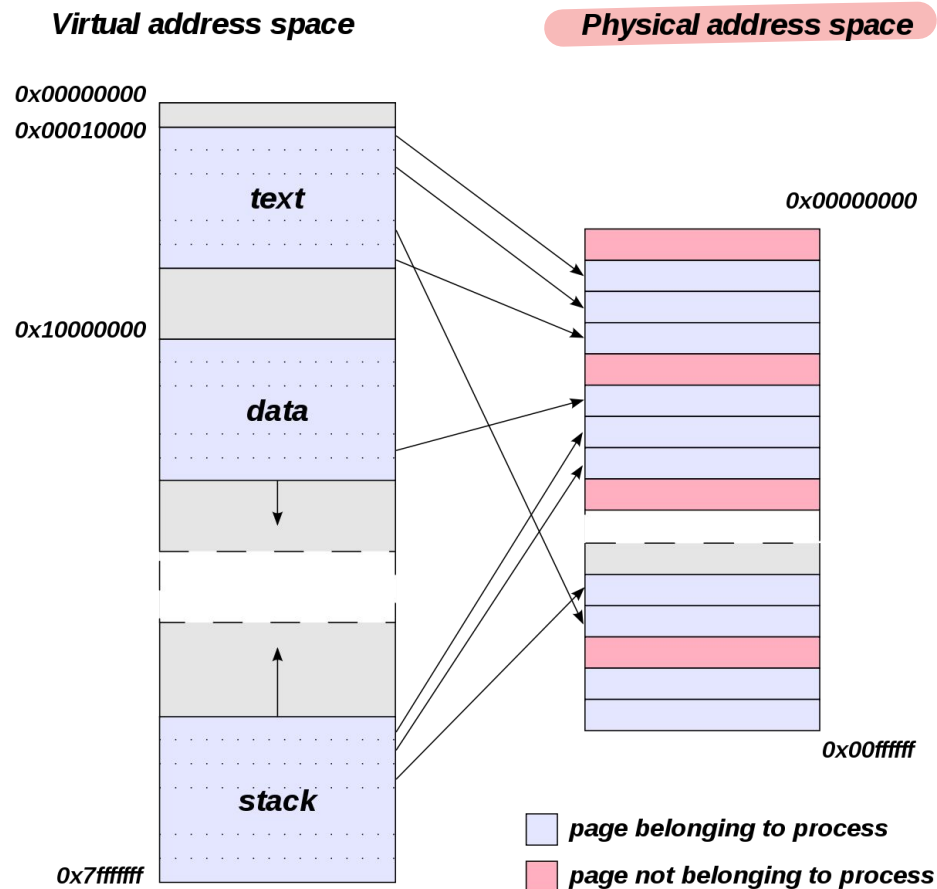 Virtual address space
Physical address space
0x00000000
0x00010000
text
0x00000000
0x10000000
data
stack
0x00ffffff
page belonging to process
0x7fffffff
page not belonging to process